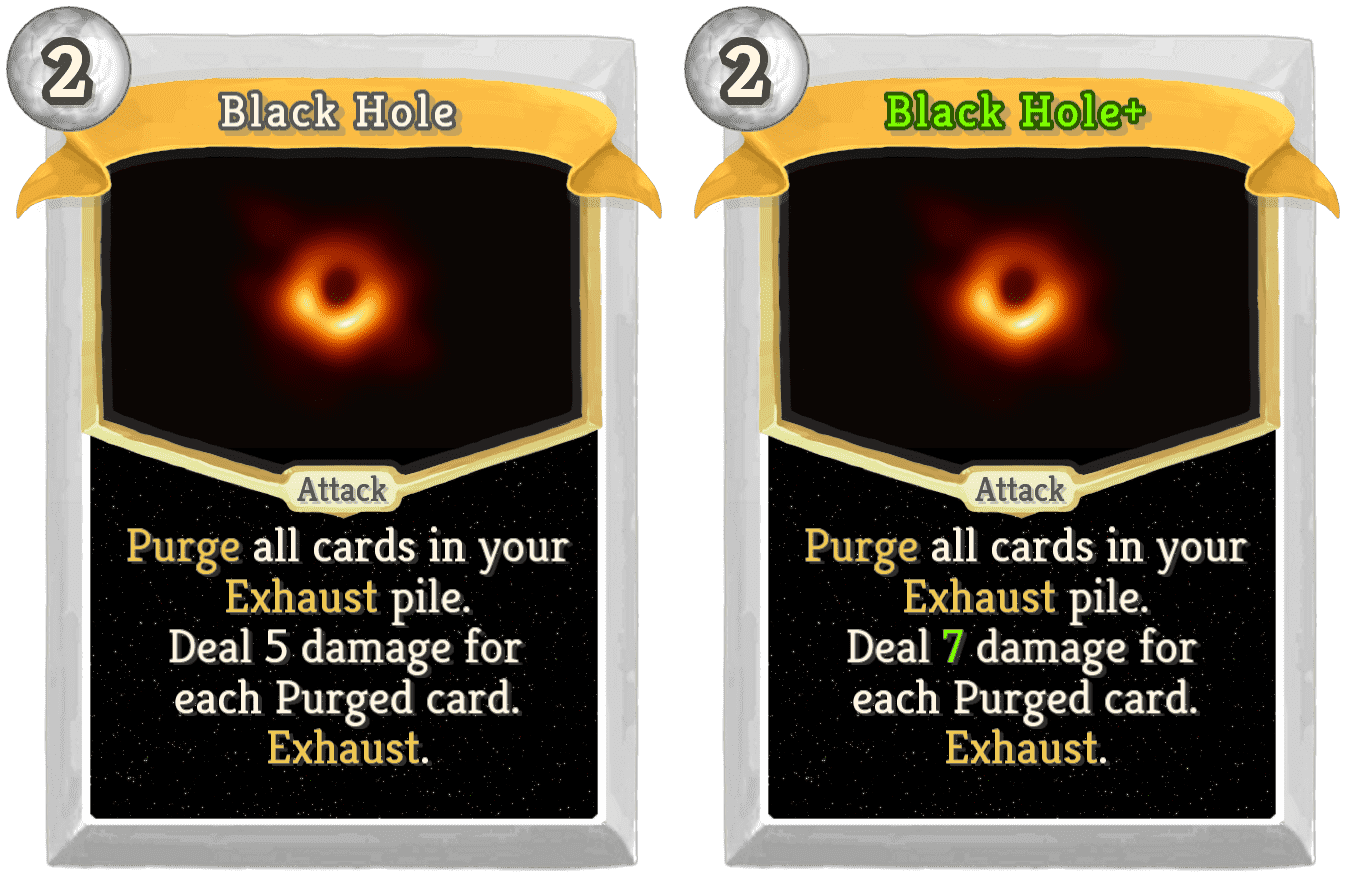 2
Black Hole
Attack
Purge all cards in your
Exhaust pile.
Deal 5 damage for
each Purged card.
Exhaust.
2
Black Hole+
Attack
Purge all cards in your
Exhaust pile.
Deal 7 damage for
each Purged card.
Exhaust.